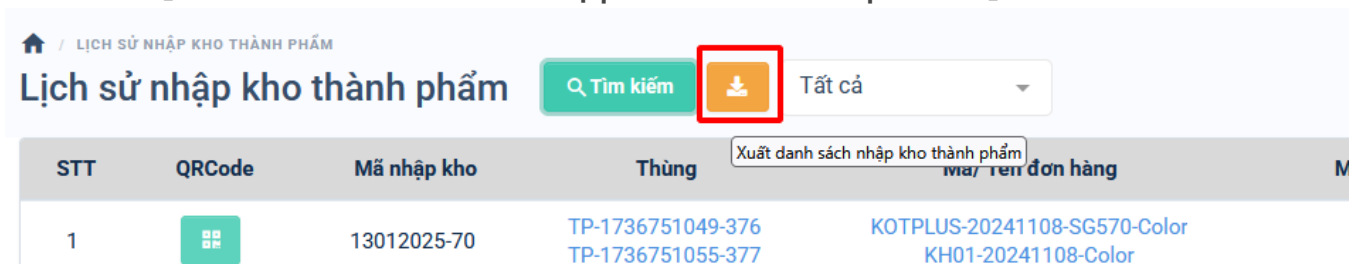 / LỊCH SỬ NHẬP KHO THÀNH PHẨM
Lịch sử nhập kho thành phẩm
Tìm kiếm
Tất cả
Xuất danh sách nhập kho thành phẩm
STT QRCode Mã nhập kho Thùng Mã/ Tên đơn hàng M
1 13012025-70 TP-1736751049-376 KOTPLUS-20241108-SG570-Color
TP-1736751055-377 KH01-20241108-Color